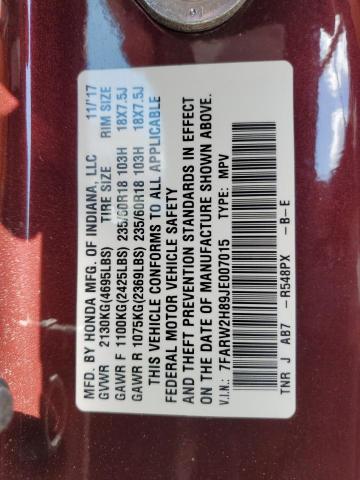 MFD. BY HONDA MFG. OF INDIANA, LLC 11/'17
GVWR 2130KG(4695LBS) TIRE SIZE RIM SIZE
GAWR F 1100KG(2425LBS) 235/60R18 103H 18X7.5J
GAWR R 1075KG(2369LBS) 235/60R18 103H 18X7.5J
THIS VEHICLE CONFORMS TO ALL APPLICABLE
FEDERAL MOTOR VEHICLE SAFETY
AND THEFT PREVENTION STANDARDS IN EFFECT
ON THE DATE OF MANUFACTURE SHOWN ABOVE.
V.I.N.: 7FARW2H89JE007015 TYPE: MPV
TNR J AB7 -R548PX -B-E